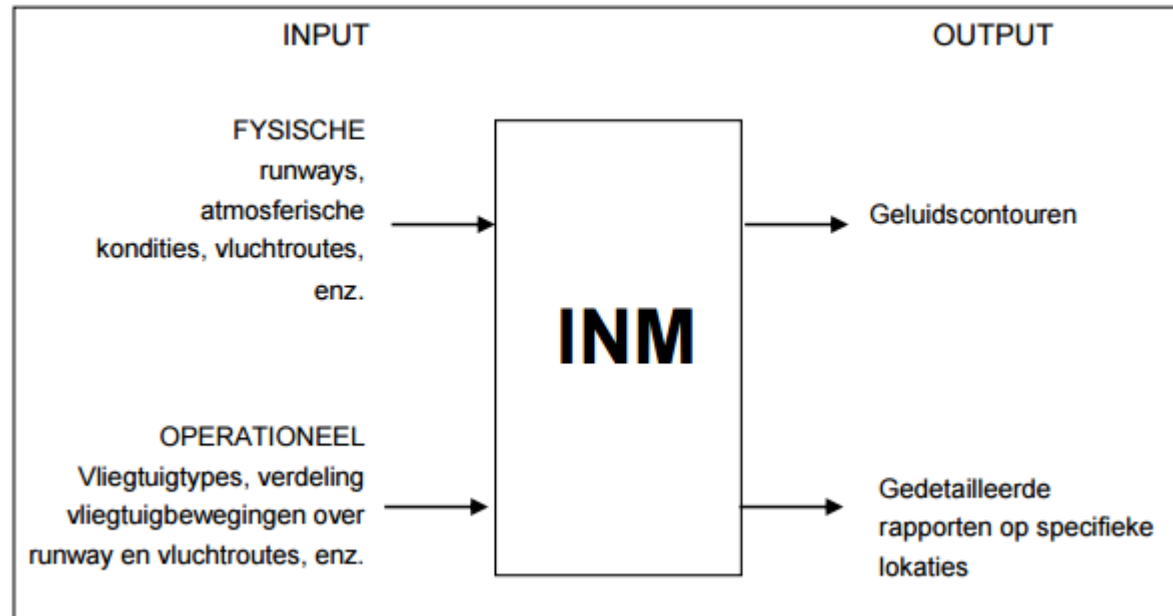 INPUT
OUTPUT
FYSISCHE
runways,
atmosferische
kondities, vluchtroutes,
enz.
Geluidscontouren
INM
OPERATIONEEL
Vliegtuigtypes, verdeling
vliegtuigbewegingen over
runway en vluchtroutes, enz.
Gedetailleerde
rapporten op specifieke
lokaties